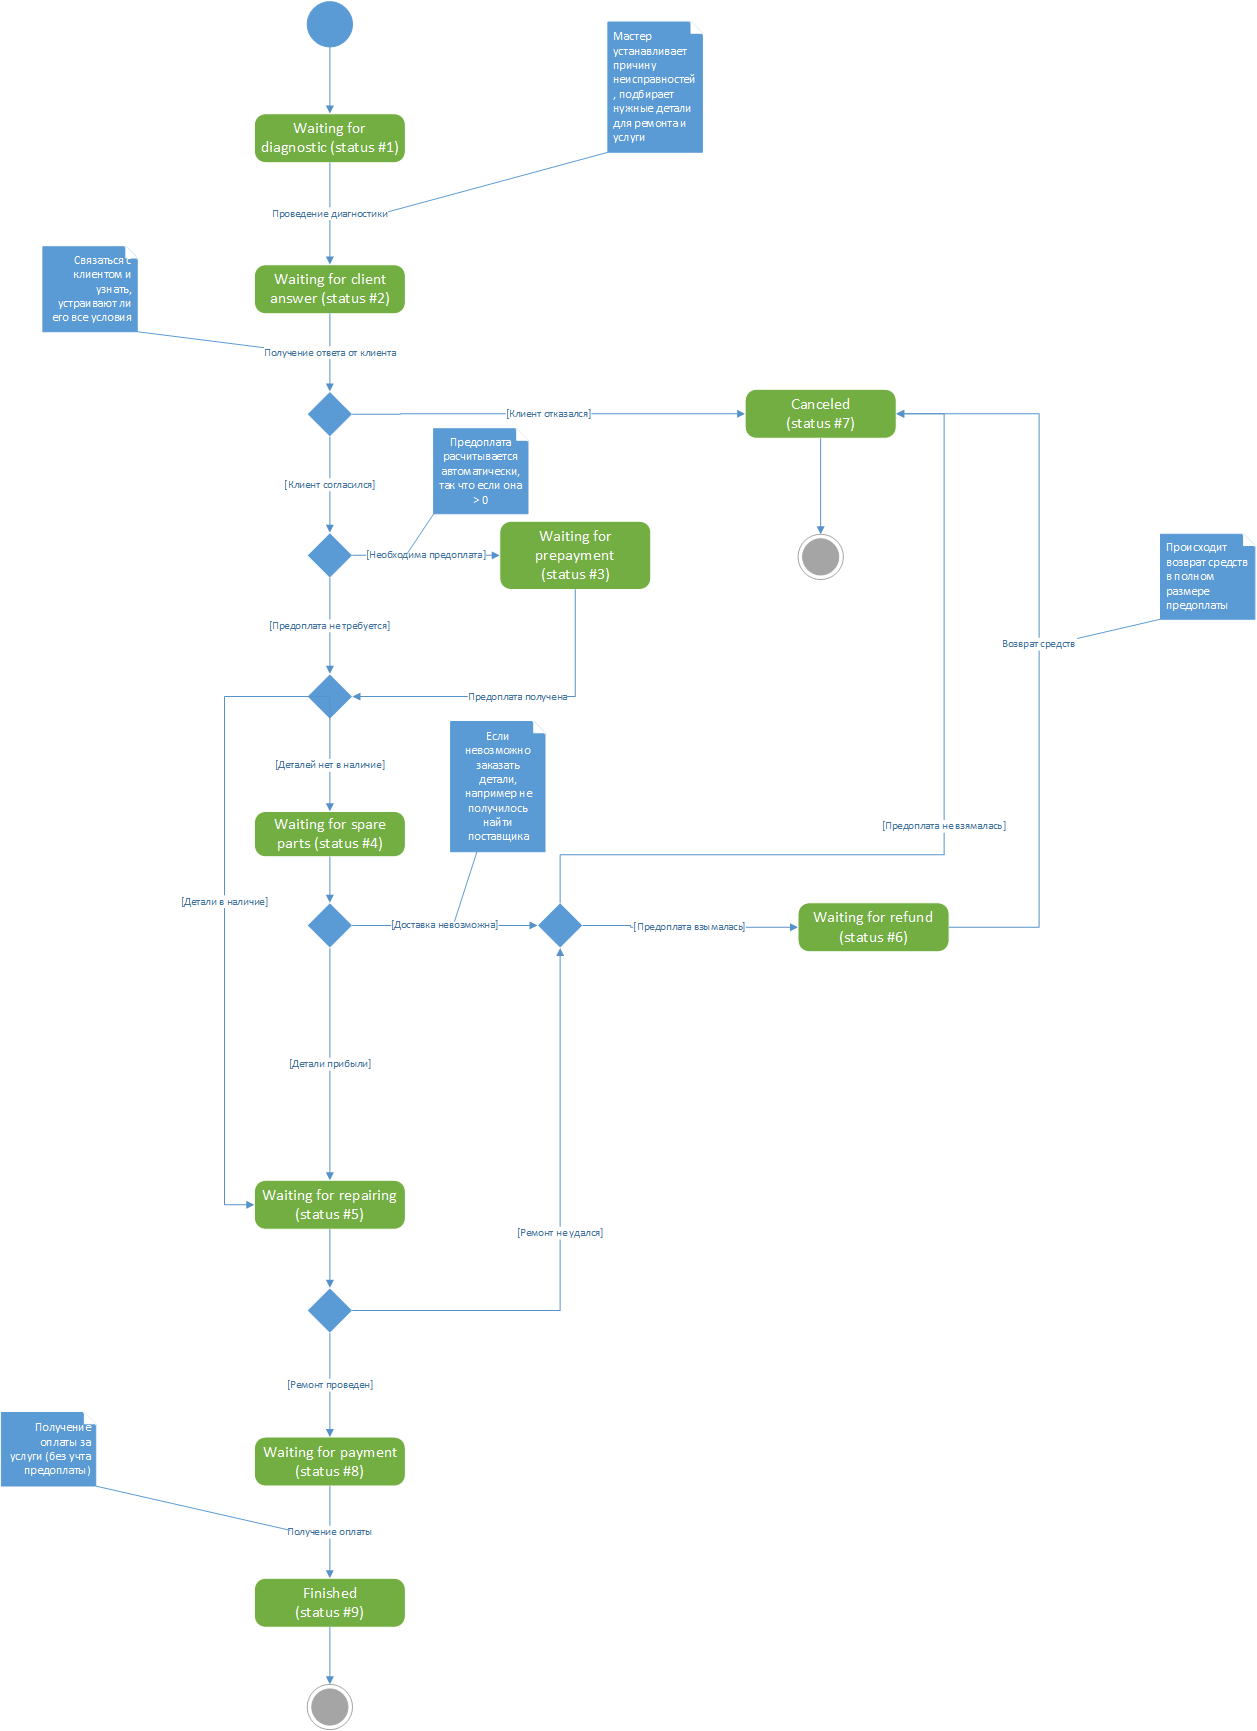 Мастер
устанавливает
причину
неисправностей
, подбирает
нужные детали
для ремонта и
услуги
Waiting for
diagnostic (status #1)
Проведение диагностики
Связаться с
клиентом и
узнать,
устраивают ли
его все условия
Waiting for client
answer (status #2)
Получение ответа от клиента
[Клиент отказался]
Canceled
(status #7)
Предоплата
расчитывается
автоматически,
так что если она
> 0
[Клиент согласился]
[Необходима предоплата]
Waiting for
prepayment
(status #3)
Происходит
возврат средств
в полном
размере
предоплаты
[Предоплата не требуется]
Возврат средств
Предоплата получена
Если
невозможно
заказать
детали,
например не
получилось
найти
поставщика
[Деталей нет в наличие]
Waiting for spare
parts (status #4)
[Предоплата не взямалась]
[Детали в наличие]
[Доставка невозможна]
[Предоплата взымалась]
Waiting for refund
(status #6)
[Детали прибыли]
Waiting for repairing
(status #5)
[Ремонт не удался]
[Ремонт проведен]
Получение
оплаты за
услуги (без учта
предоплаты)
Waiting for payment
(status #8)
Получение оплаты
Finished
(status #9)